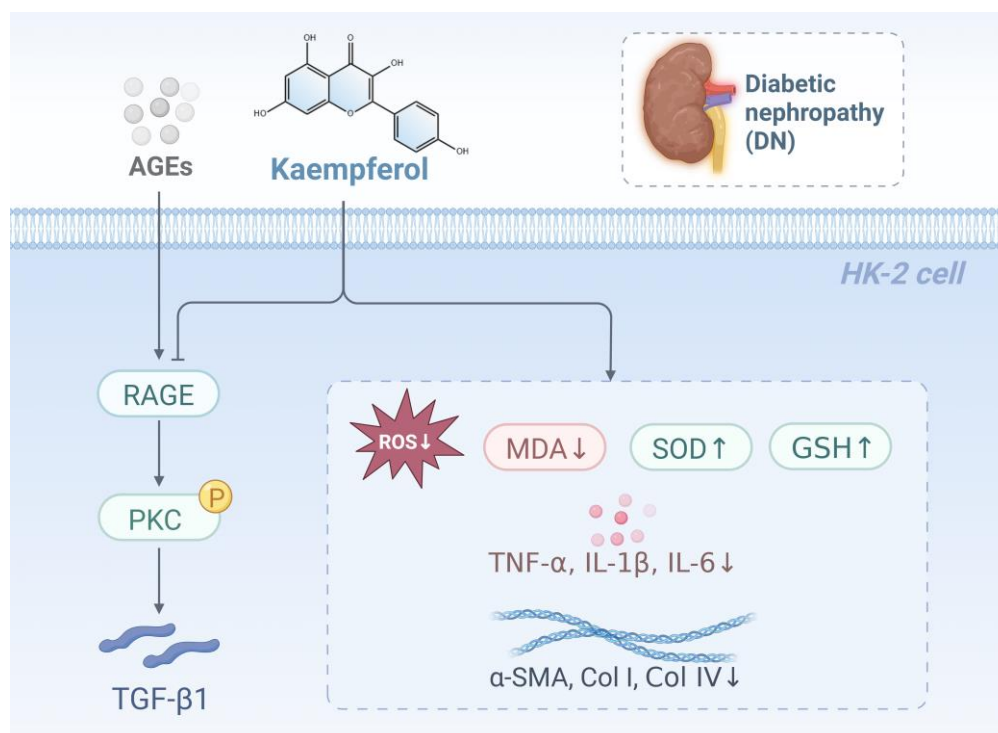 OH
O
OH
HO
O
OH
AGEs
Kaempferol
Diabetic
nephropathy
(DN)
HK-2 cell
RAGE
PKC
P
TGF-β1
ROS↓
MDA↓
SOD↑
GSH↑
TNF-α, IL-1β, IL-6↓
α-SMA, Col I, Col IV↓